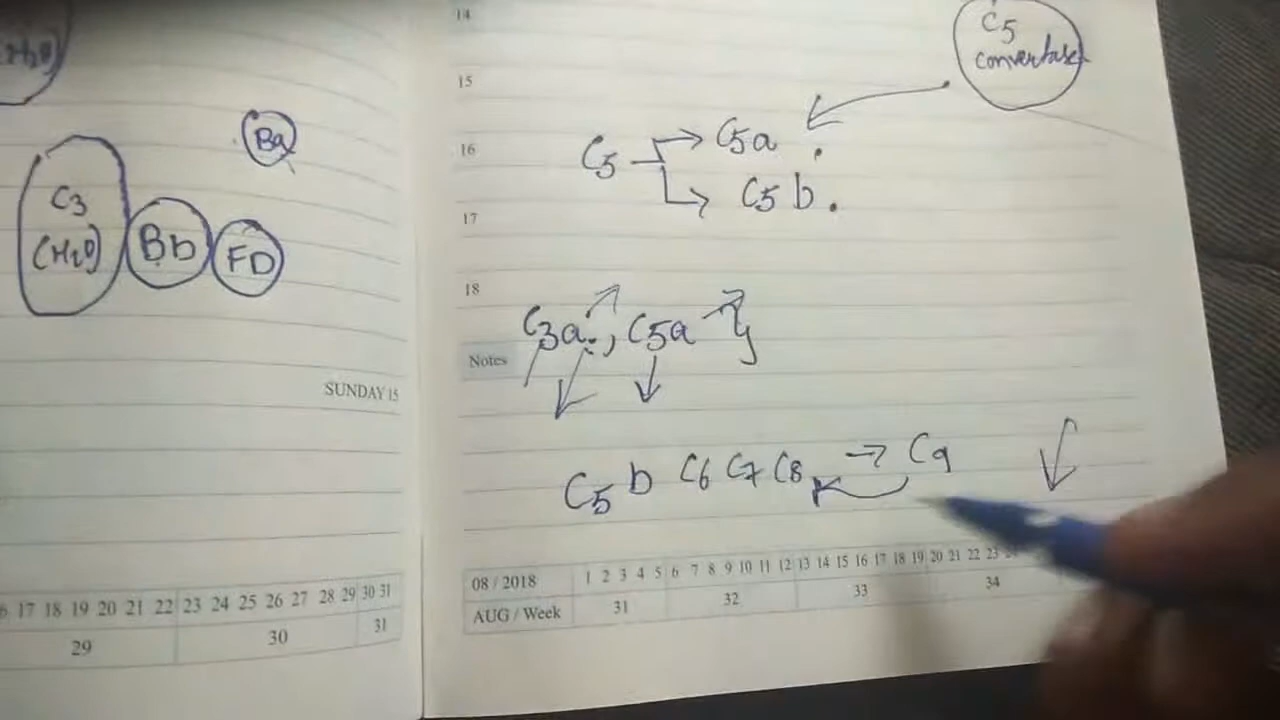 H2O)
Ba
C3
(H2O) Bb FD
SUNDAY 15
16 17 18 19 20 21 22 23 24 25 26 27 28 29 30 31
29 30 31
14
C5
convertase
15
16
C5 → C5a
→ C5b.
17
18
C3a, C5a }
Notes
C5b C6 C7 C8 → C9
08 / 2018 1 2 3 4 5 6 7 8 9 10 11 12 13 14 15 16 17 18 19 20 21 22 23 24
AUG / Week 31 32 33 34